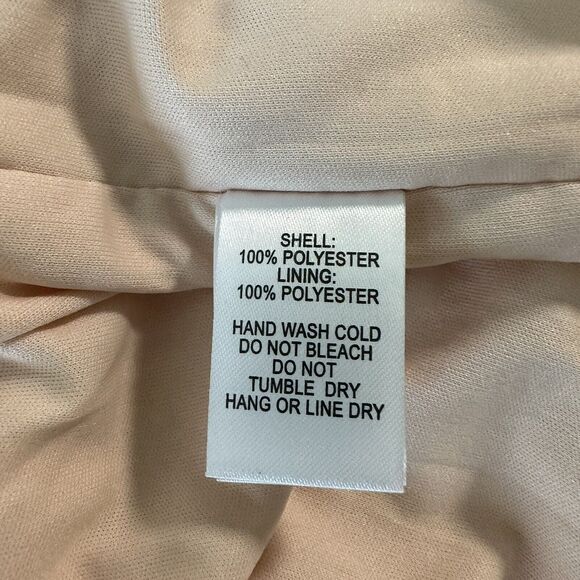 SHELL:
100% POLYESTER
LINING:
100% POLYESTER
HAND WASH COLD
DO NOT BLEACH
DO NOT
TUMBLE DRY
HANG OR LINE DRY